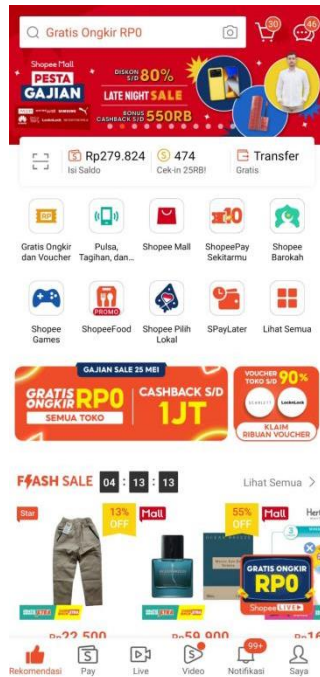 Gratis Ongkir RP0
30
46
Shopee Mall
PESTA
GAJIAN
DISKON S/D 80%
LATE NIGHT SALE
BONUS CASHBACK S/D 550RB
Rp279.824
Isi Saldo
474
Cek-in 25RB!
Transfer
Gratis
Gratis Ongkir
dan Voucher
Pulsa,
Tagihan, dan...
Shopee Mall
ShopeePay
Sekitarmu
Shopee
Barokah
PROMO
Shopee
Games
ShopeeFood
Shopee Pilih
Lokal
SPayLater
Lihat Semua
GAJIAN SALE 25 MEI
GRATIS ONGKIR RP0
SEMUA TOKO
CASHBACK S/D
1JT
VOUCHER
TOKO S/D 90%
SCARLETT
LocknLock
KLAIM
RIBUAN VOUCHER
FLASH SALE 04 : 13 : 13
Lihat Semua >
Star
13%
OFF
Mall
55%
OFF
Mall
GRATIS ONGKIR
RP0
Shopee LIVE
Rp22.500
Rp59.900
Rp16
Rekomendasi
Pay
Live
Video
99+
Notifikasi
Saya